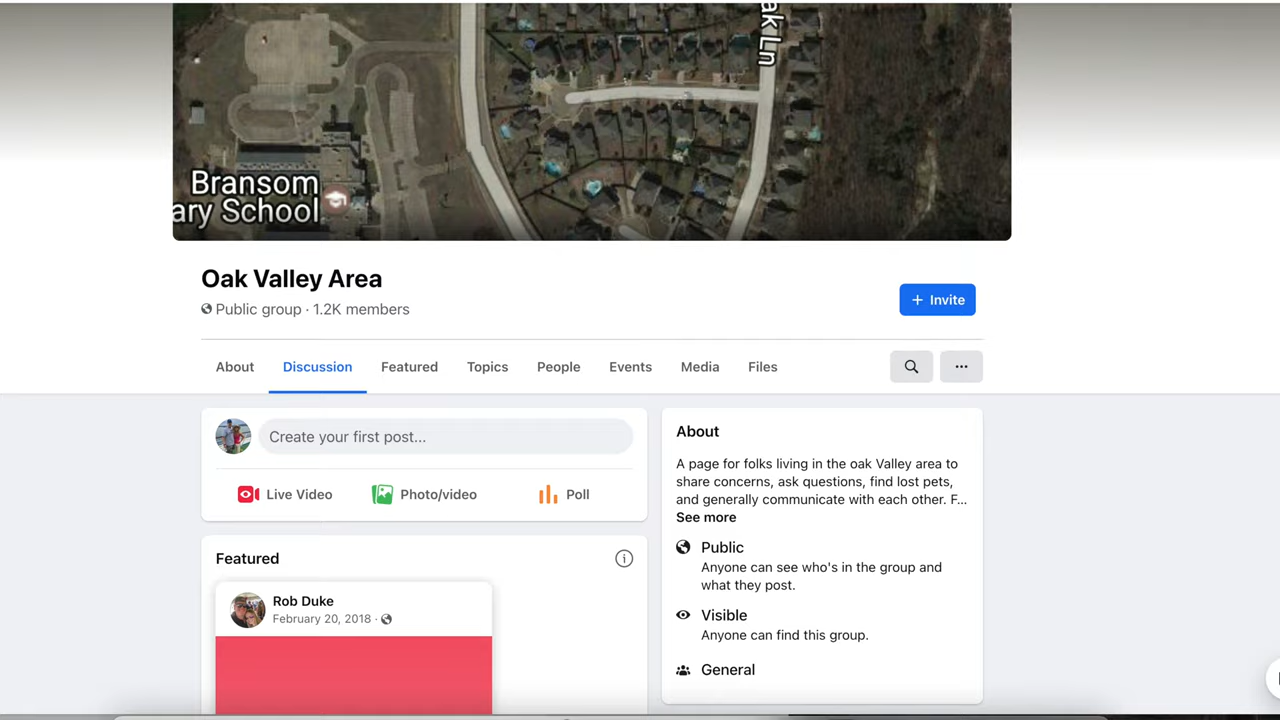 ak Ln
Bransom
ary School
Oak Valley Area
Public group · 1.2K members
+ Invite
About
Discussion
Featured
Topics
People
Events
Media
Files
Create your first post...
Live Video
Photo/video
Poll
Featured
Rob Duke
February 20, 2018 ·
About
A page for folks living in the oak Valley area to
share concerns, ask questions, find lost pets,
and generally communicate with each other. F...
See more
Public
Anyone can see who's in the group and
what they post.
Visible
Anyone can find this group.
General